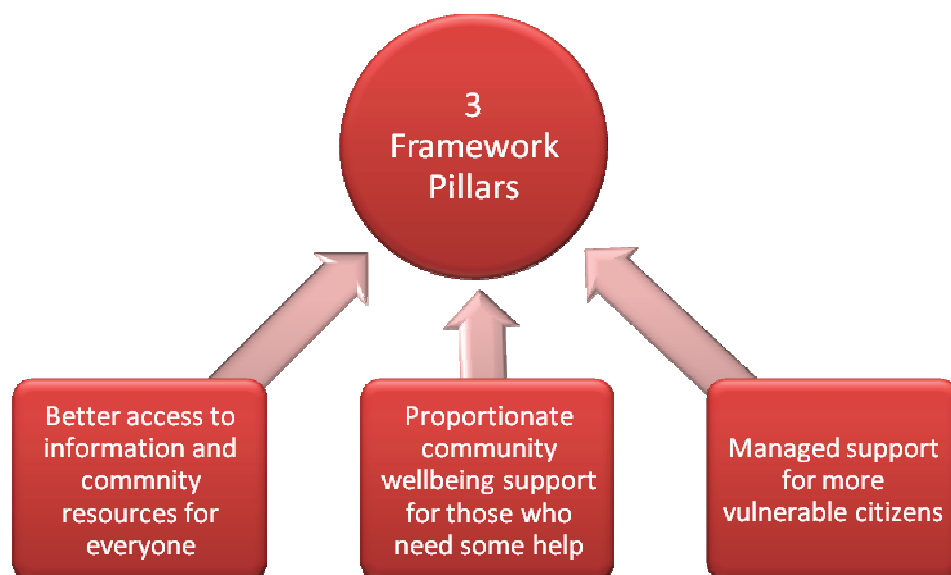 3
Framework
Pillars
Better access to
information and
commnity
resources for
everyone
Proportionate
community
wellbeing support
for those who
need some help
Managed support
for more
vulnerable citizens